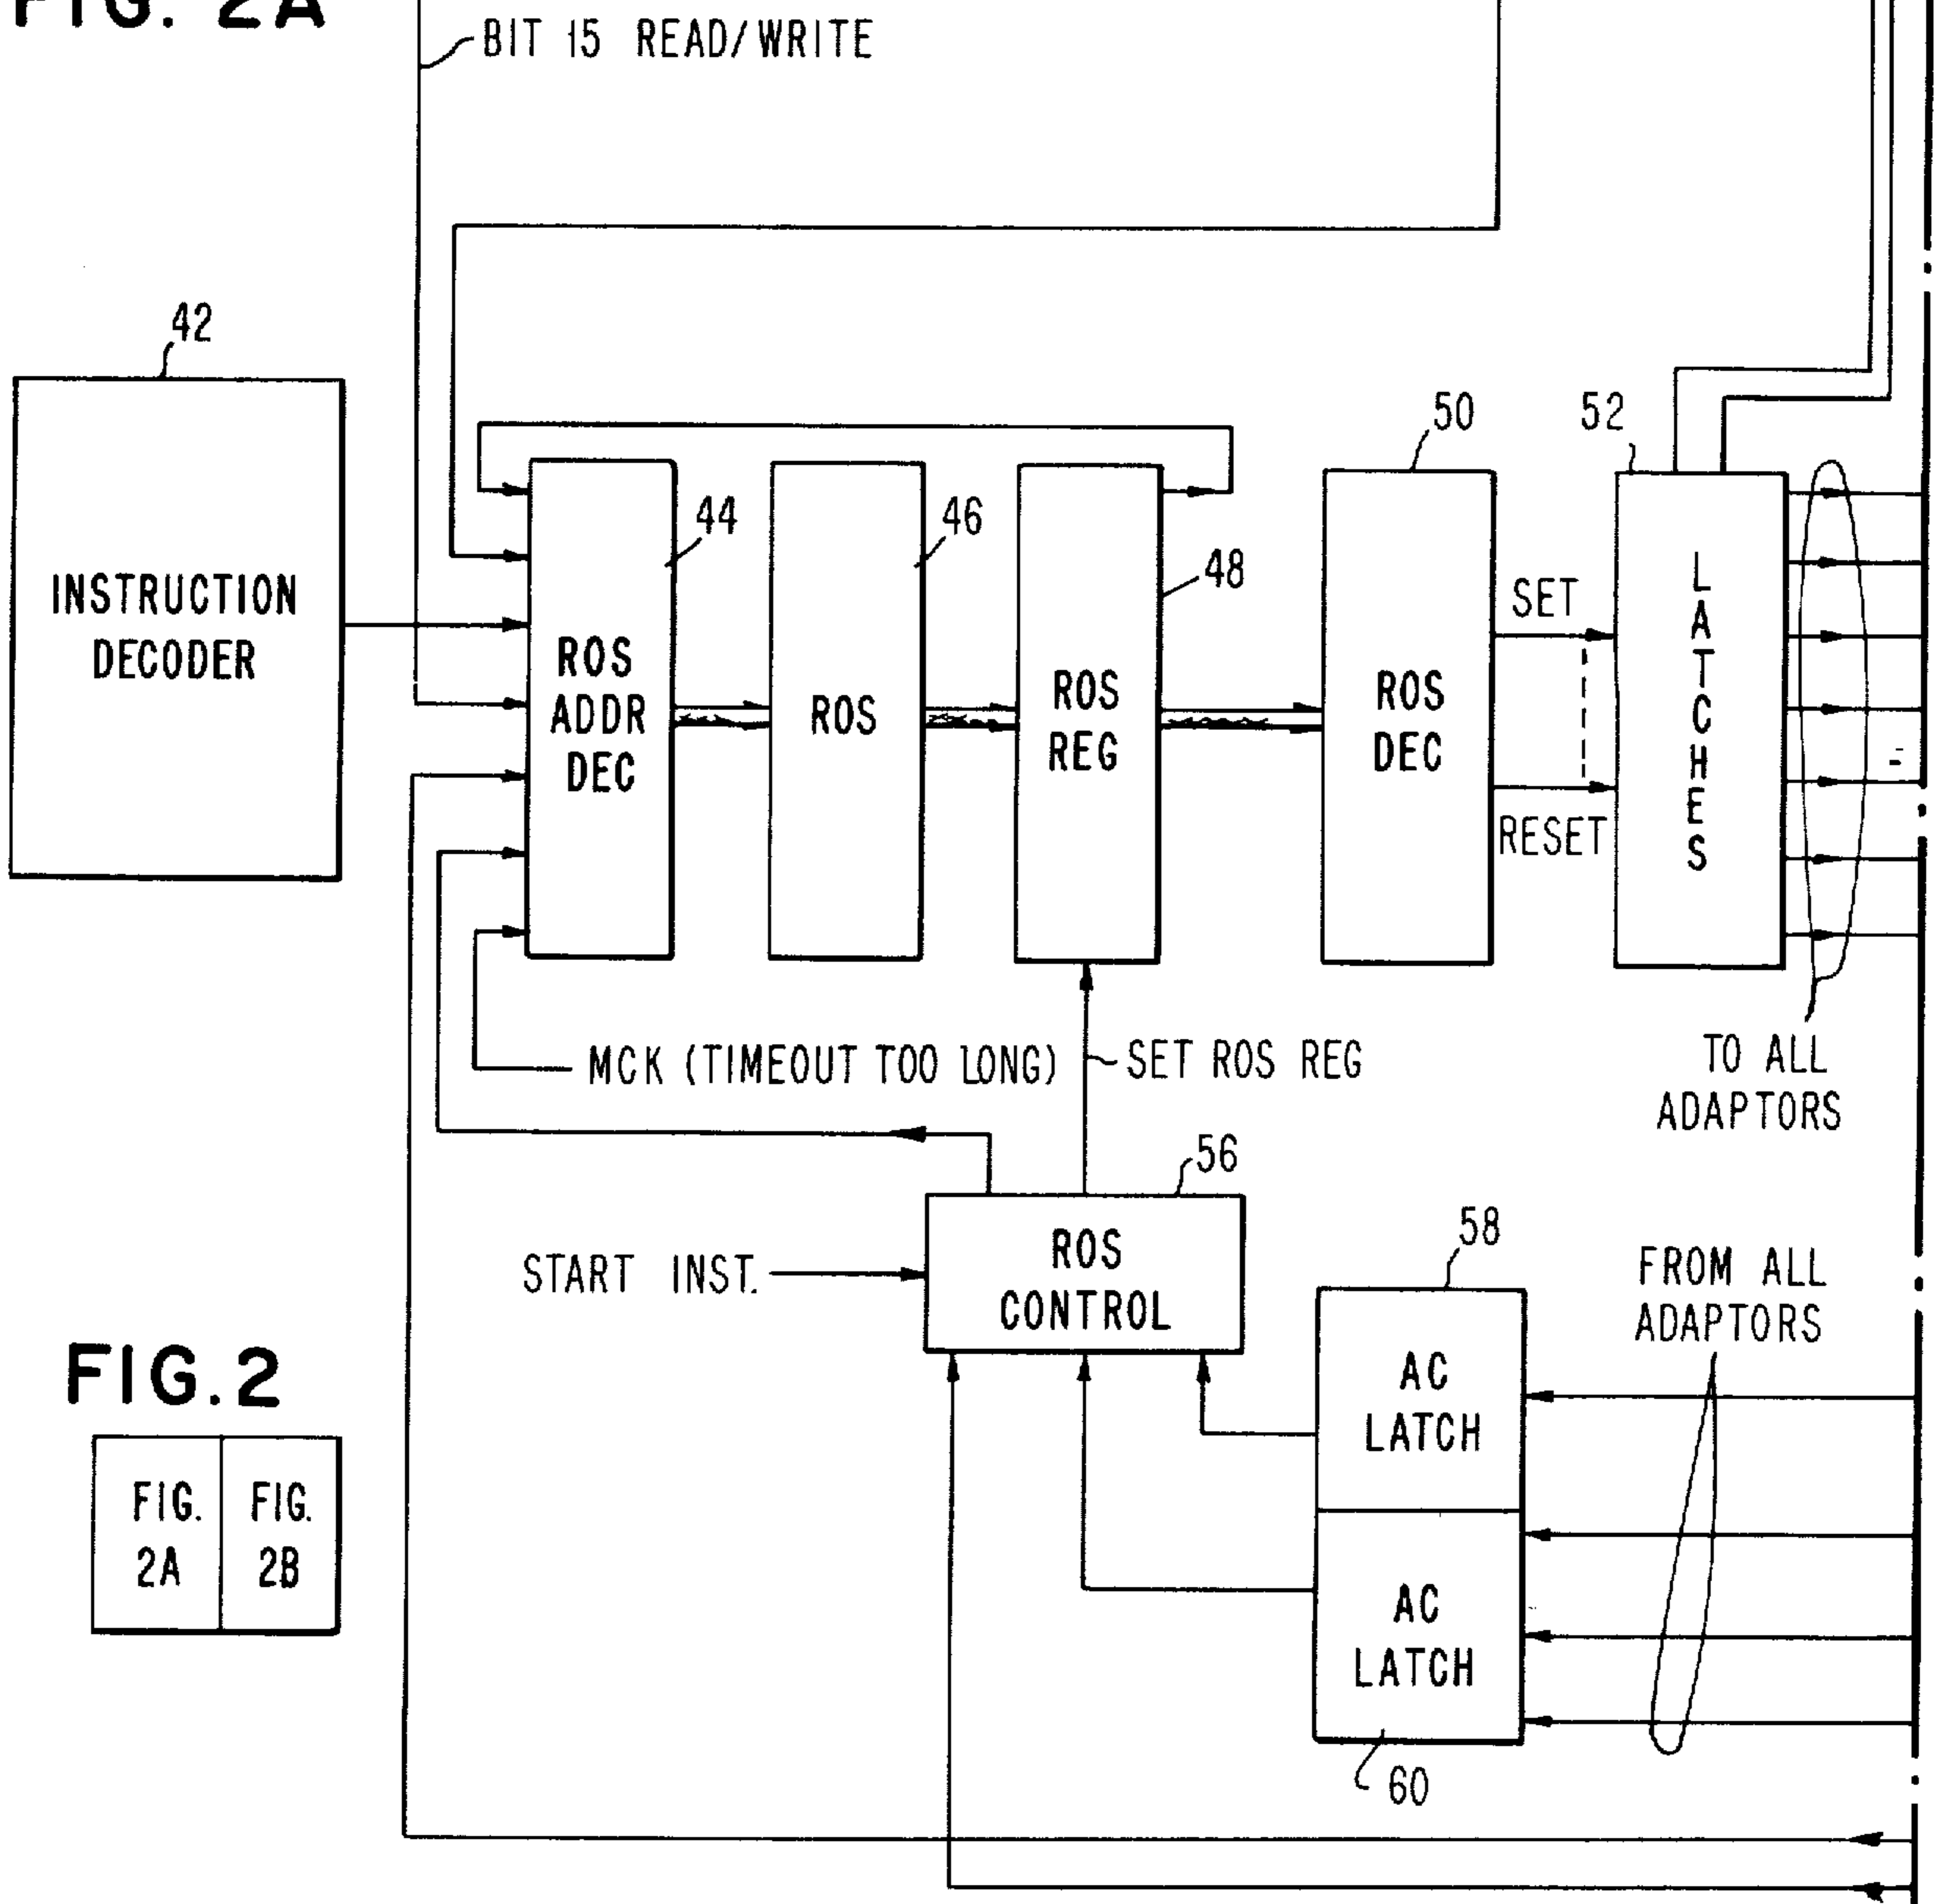 FIG. 2A
BIT 15 READ/WRITE
42
INSTRUCTION
DECODER
44
ROS
ADDR
DEC
46
ROS
48
ROS
REG
50
ROS
DEC
SET
RESET
52
LATCHES
TO ALL
ADAPTORS
MCK (TIMEOUT TOO LONG)
SET ROS REG
56
START INST.
ROS
CONTROL
58
AC
LATCH
FROM ALL
ADAPTORS
AC
LATCH
60
FIG. 2
FIG.
2A
FIG.
2B